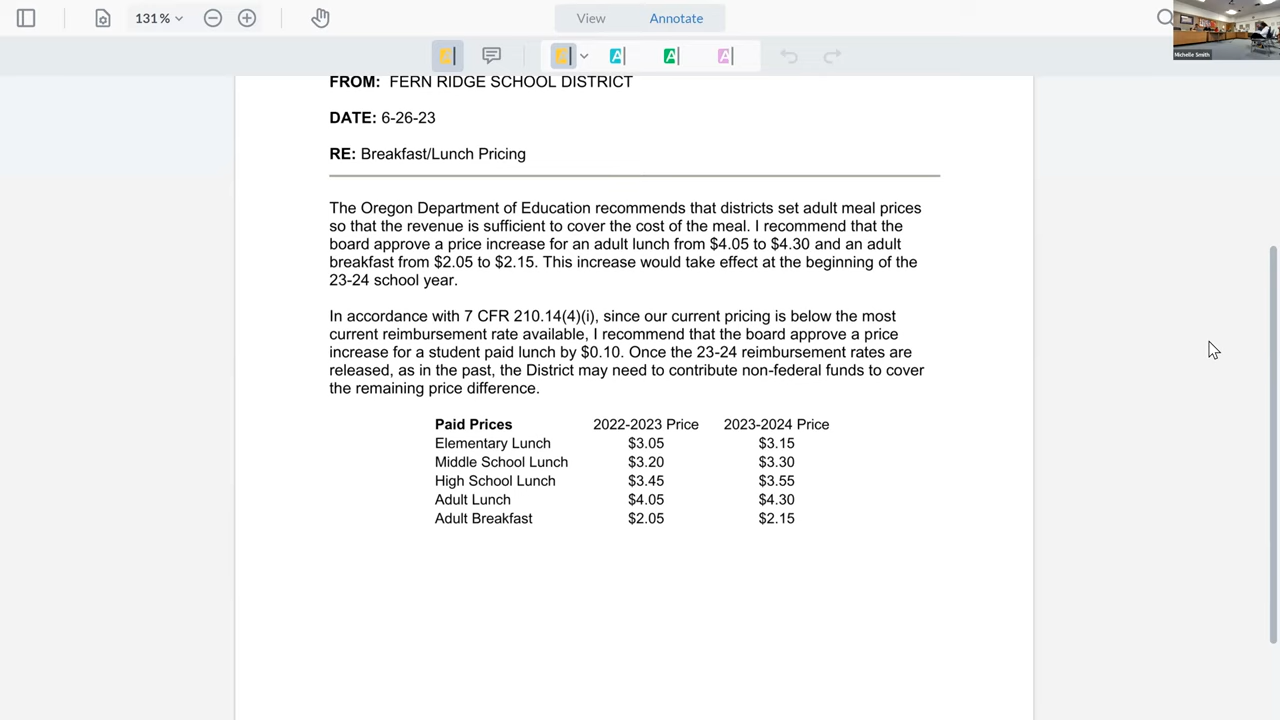 131%
View
Annotate
Michelle Smith
FROM: FERN RIDGE SCHOOL DISTRICT
DATE: 6-26-23
RE: Breakfast/Lunch Pricing
The Oregon Department of Education recommends that districts set adult meal prices
so that the revenue is sufficient to cover the cost of the meal. I recommend that the
board approve a price increase for an adult lunch from $4.05 to $4.30 and an adult
breakfast from $2.05 to $2.15. This increase would take effect at the beginning of the
23-24 school year.
In accordance with 7 CFR 210.14(4)(i), since our current pricing is below the most
current reimbursement rate available, I recommend that the board approve a price
increase for a student paid lunch by $0.10. Once the 23-24 reimbursement rates are
released, as in the past, the District may need to contribute non-federal funds to cover
the remaining price difference.
Paid Prices 2022-2023 Price 2023-2024 Price
Elementary Lunch $3.05 $3.15
Middle School Lunch $3.20 $3.30
High School Lunch $3.45 $3.55
Adult Lunch $4.05 $4.30
Adult Breakfast $2.05 $2.15